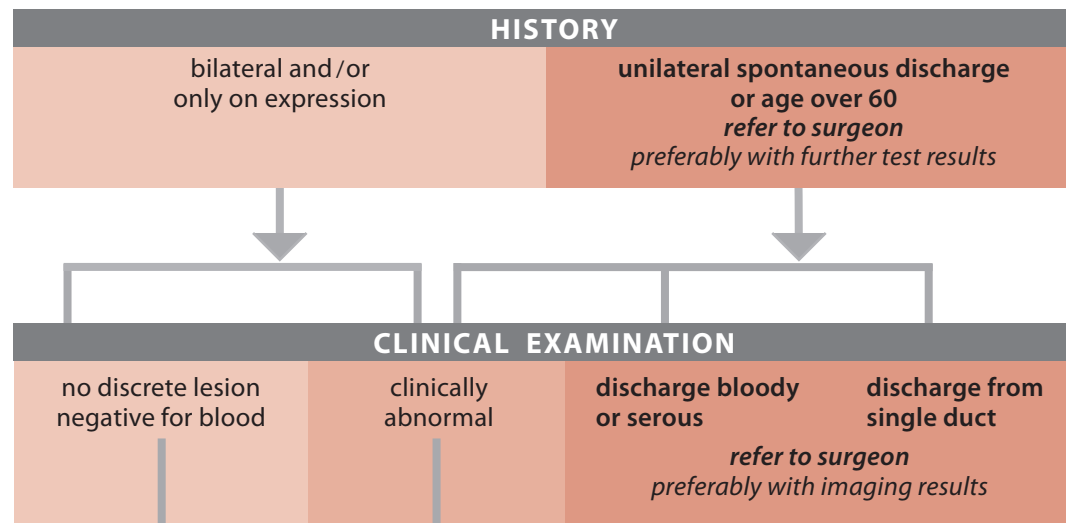 HISTORY
bilateral and/or
only on expression
unilateral spontaneous discharge
or age over 60
refer to surgeon
preferably with further test results
CLINICAL EXAMINATION
no discrete lesion
negative for blood
clinically
abnormal
discharge bloody
or serous
discharge from
single duct
refer to surgeon
preferably with imaging results